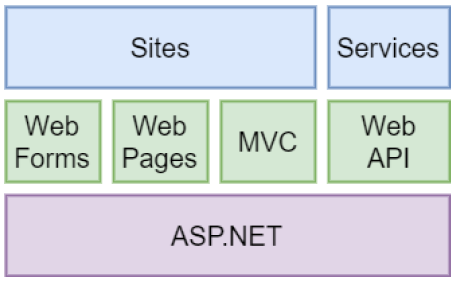 Sites
Services
Web
Forms
Web
Pages
MVC
Web
API
ASP.NET